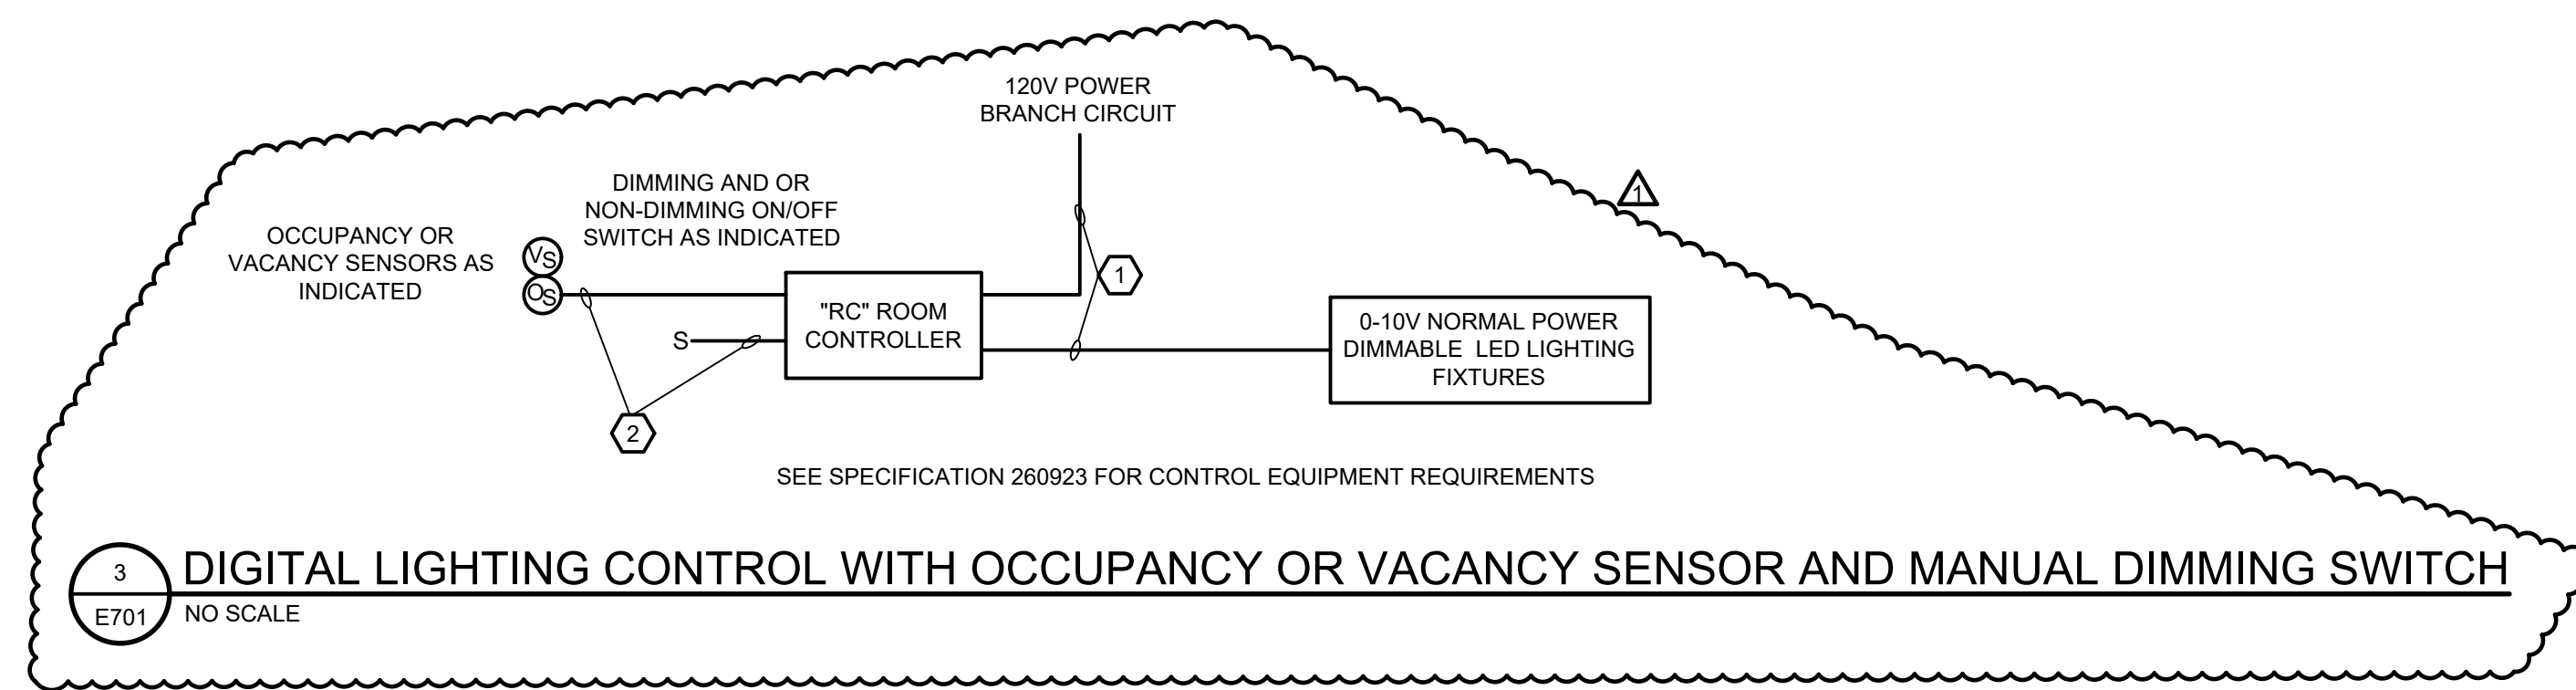 120V POWER
BRANCH CIRCUIT
DIMMING AND OR
NON-DIMMING ON/OFF
SWITCH AS INDICATED
OCCUPANCY OR
VACANCY SENSORS AS
INDICATED
VS
OS
S
"RC" ROOM
CONTROLLER
1
1
0-10V NORMAL POWER
DIMMABLE LED LIGHTING
FIXTURES
2
SEE SPECIFICATION 260923 FOR CONTROL EQUIPMENT REQUIREMENTS
3
E701
DIGITAL LIGHTING CONTROL WITH OCCUPANCY OR VACANCY SENSOR AND MANUAL DIMMING SWITCH
NO SCALE